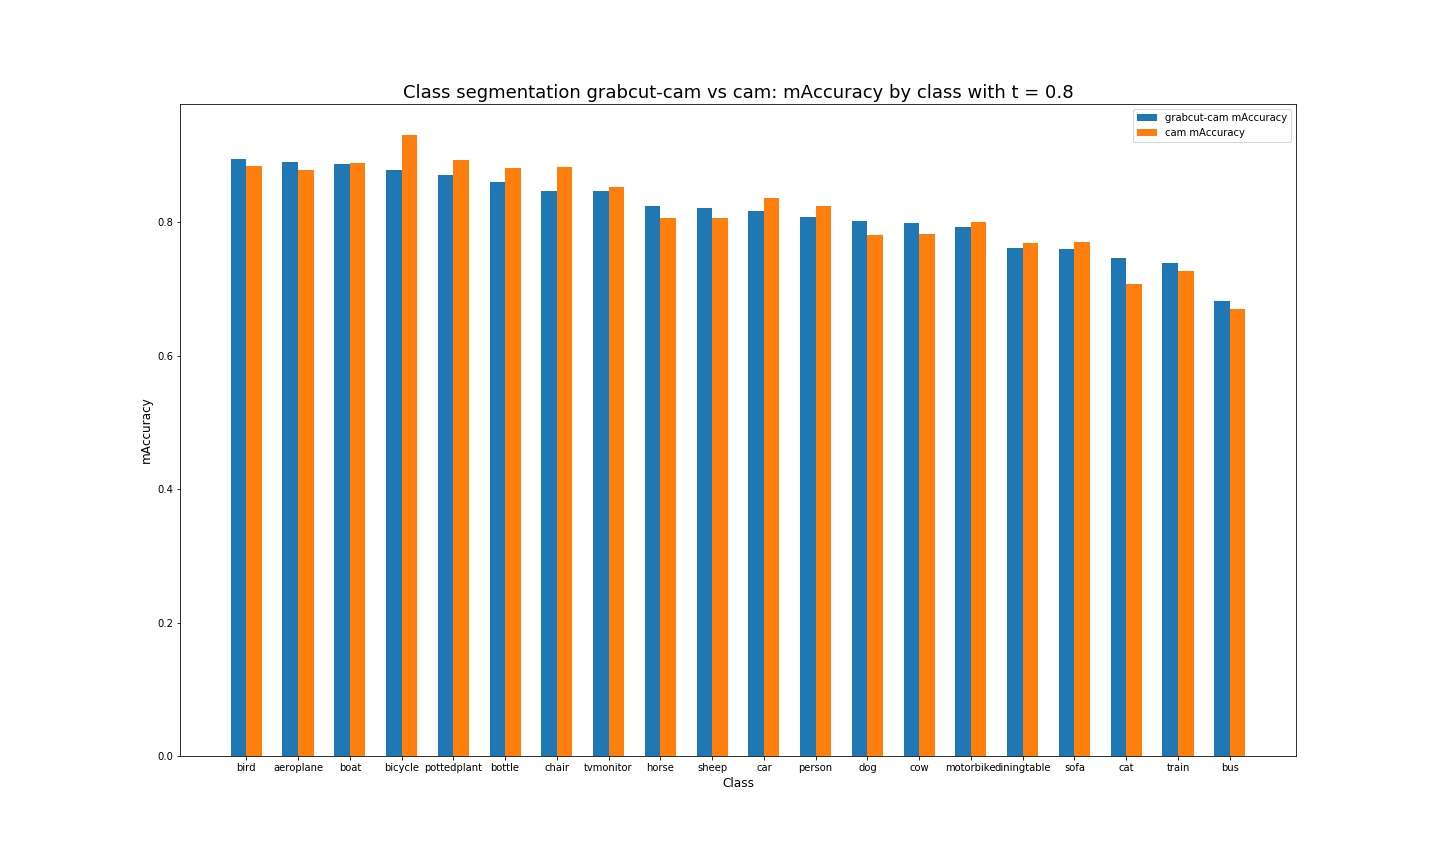 Class segmentation grabcut-cam vs cam: mAccuracy by class with t = 0.8
grabcut-cam mAccuracy
cam mAccuracy
0.8
0.6
0.4
0.2
0.0
mAccuracy
bird aeroplane boat bicycle pottedplant bottle chair tvmonitor horse sheep car person dog cow motorbike diningtable sofa cat train bus
Class